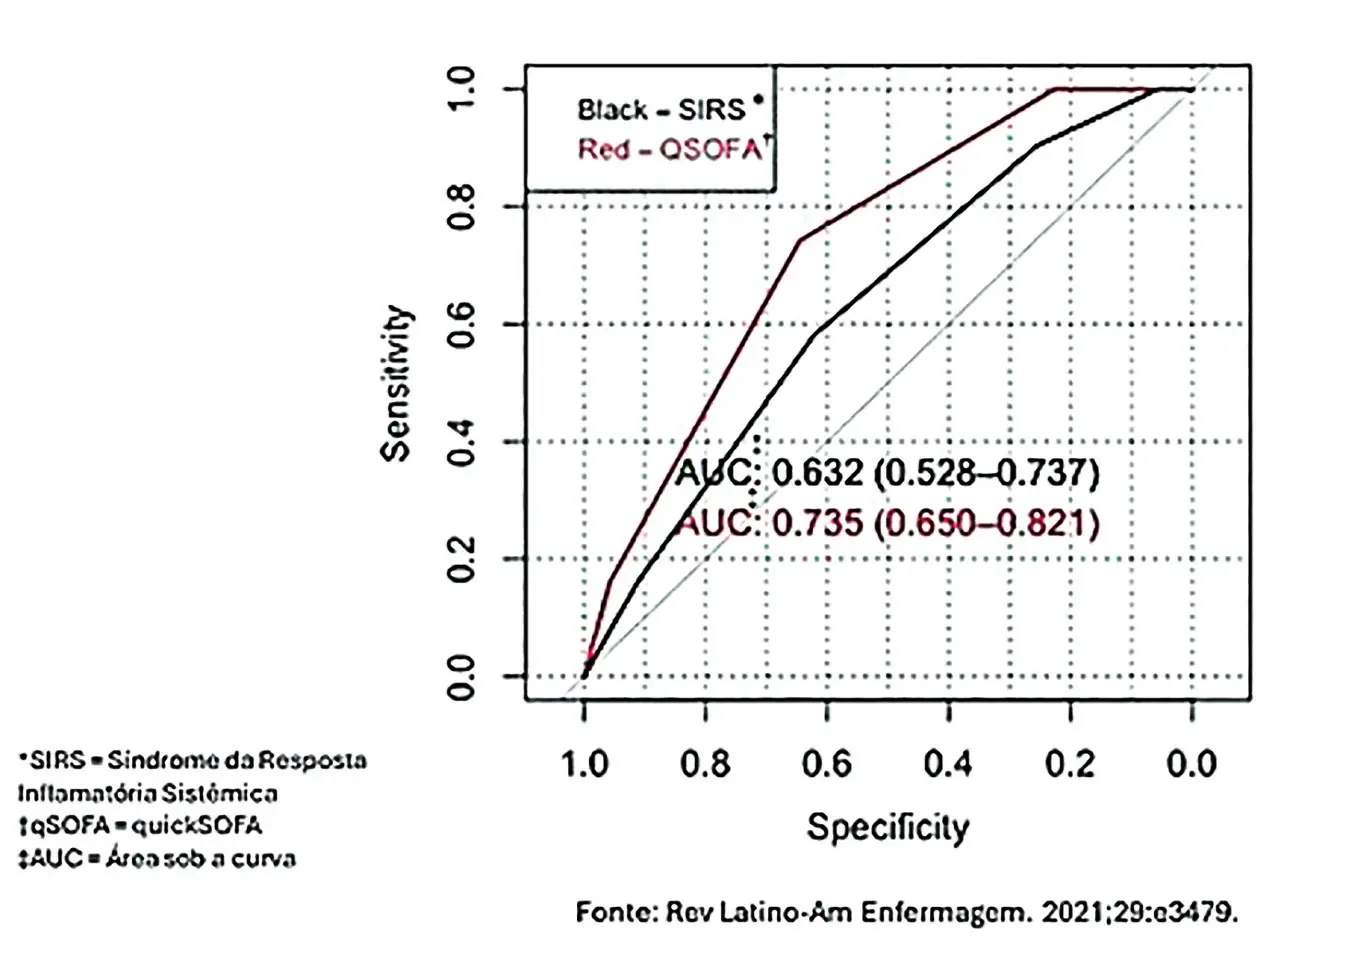 Black - SIRS *
Red - QSOFA†
1.0
0.8
0.6
0.4
0.2
0.0
Sensitivity
AUC: 0.632 (0.528–0.737)
AUC: 0.735 (0.650–0.821)
1.0 0.8 0.6 0.4 0.2 0.0
Specificity
*SIRS = Síndrome da Resposta
Inflamatória Sistêmica
†qSOFA = quickSOFA
‡AUC = Área sob a curva
Fonte: Rev Latino-Am Enfermagem. 2021;29:e3479.